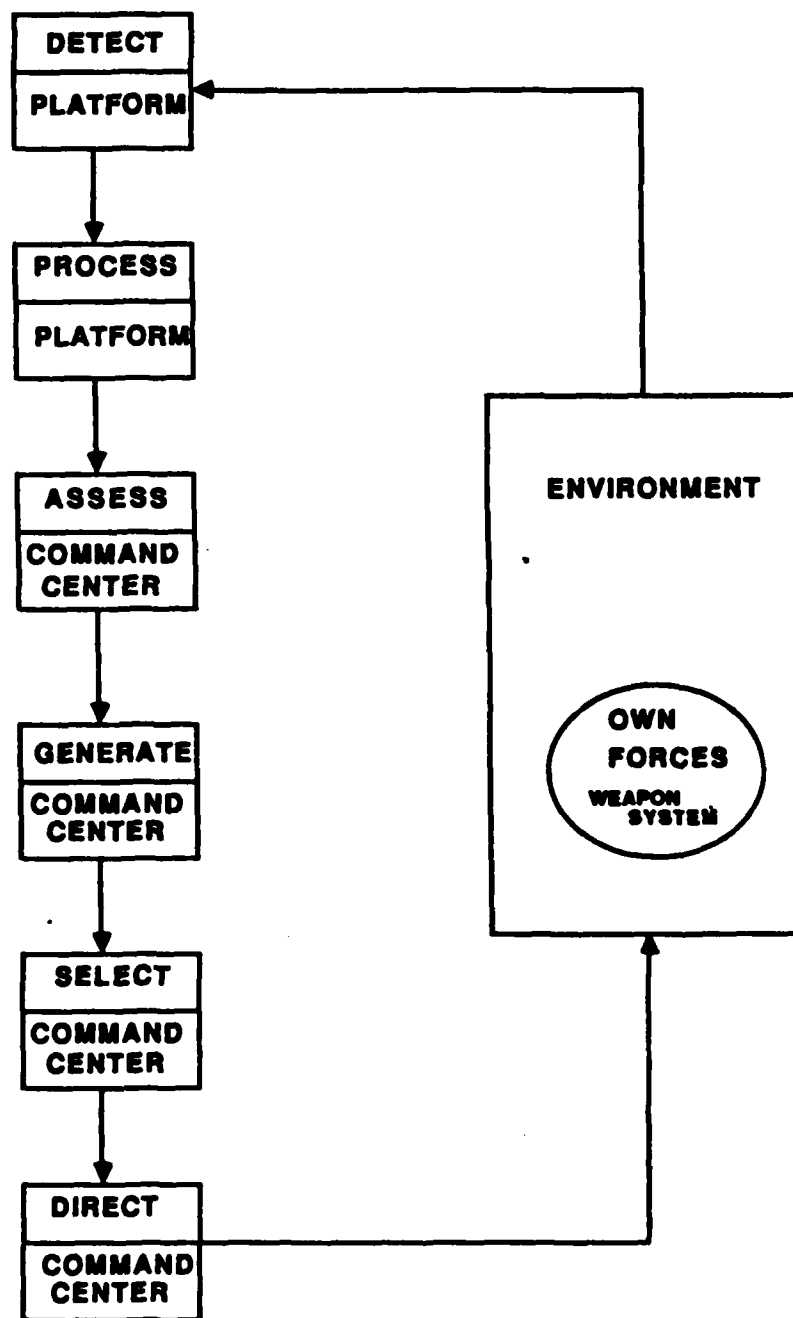 DETECT
PLATFORM
PROCESS
PLATFORM
ASSESS
COMMAND
CENTER
GENERATE
COMMAND
CENTER
SELECT
COMMAND
CENTER
DIRECT
COMMAND
CENTER
ENVIRONMENT
OWN
FORCES
WEAPON
SYSTEM